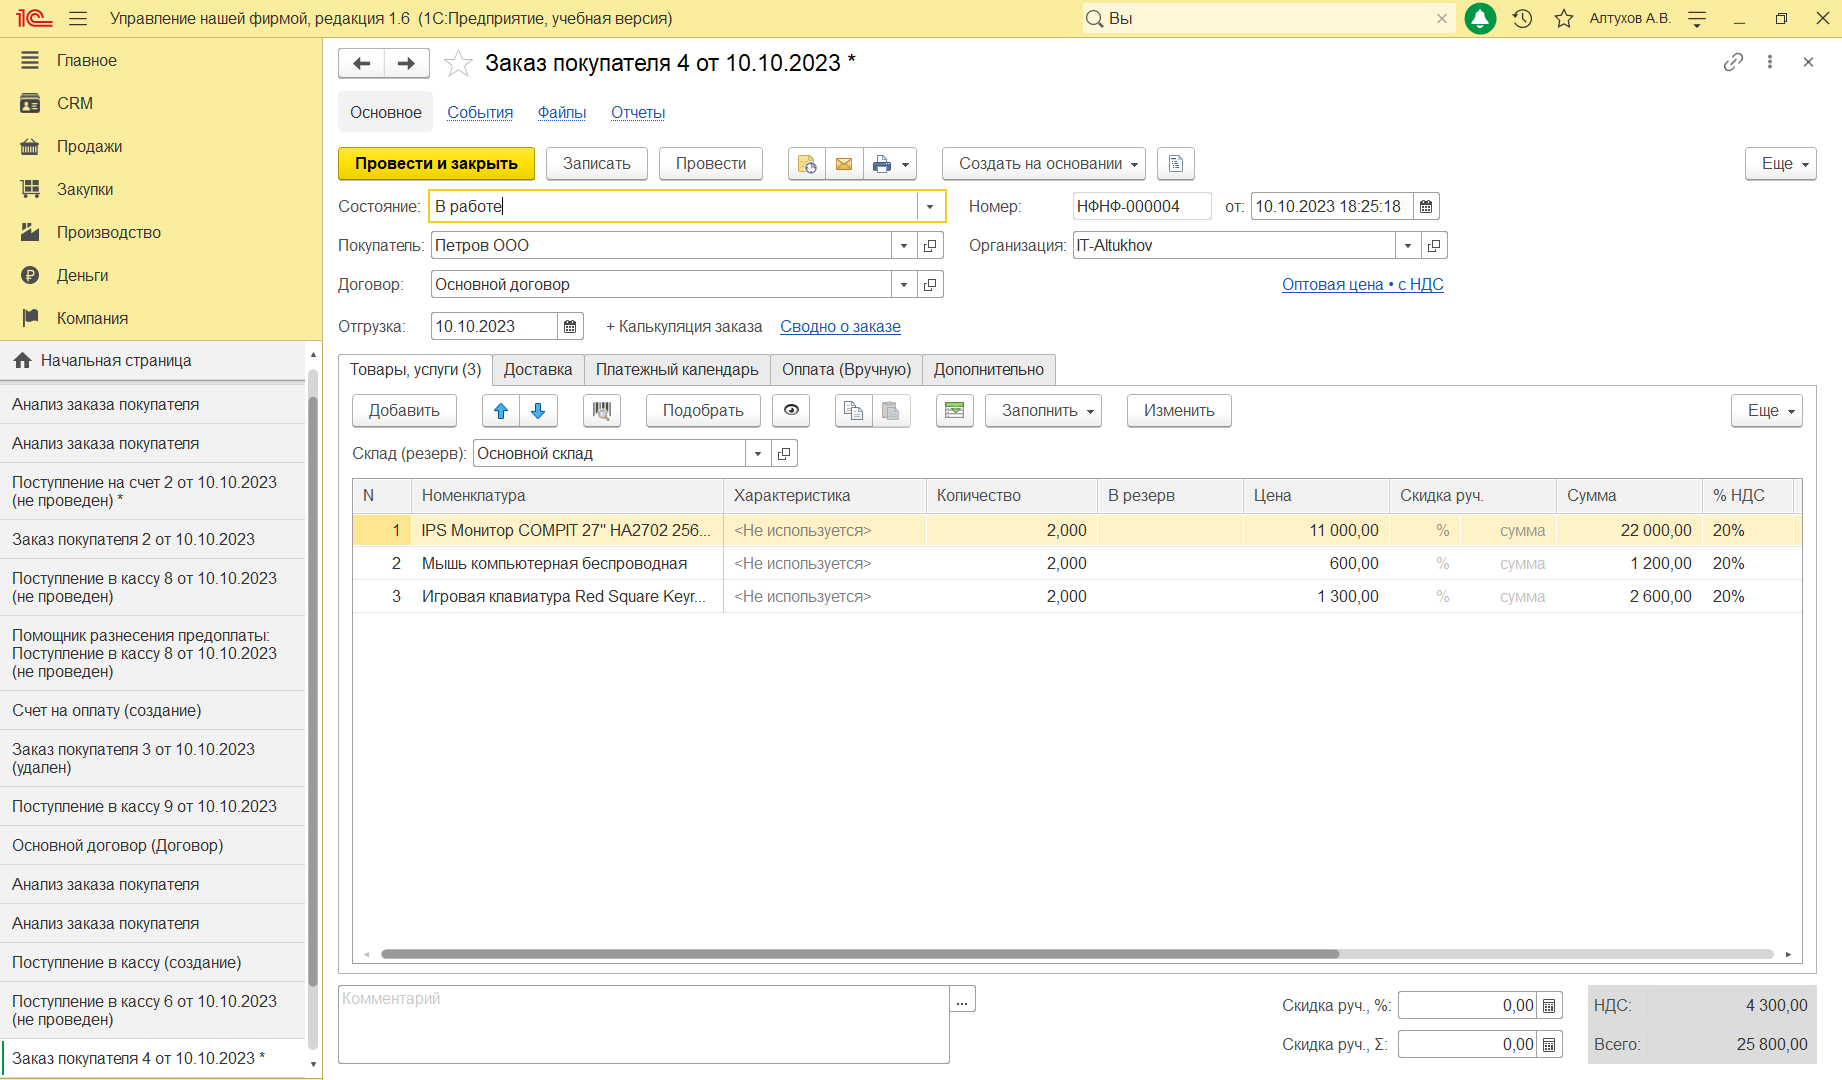 Управление нашей фирмой, редакция 1.6 (1С:Предприятие, учебная версия)
Вы
Алтухов А.В.
Главное
CRM
Продажи
Закупки
Производство
Деньги
Компания
Начальная страница
Анализ заказа покупателя
Анализ заказа покупателя
Поступление на счет 2 от 10.10.2023
(не проведен) *
Заказ покупателя 2 от 10.10.2023
Поступление в кассу 8 от 10.10.2023
(не проведен)
Помощник разнесения предоплаты:
Поступление в кассу 8 от 10.10.2023
(не проведен)
Счет на оплату (создание)
Заказ покупателя 3 от 10.10.2023
(удален)
Поступление в кассу 9 от 10.10.2023
Основной договор (Договор)
Анализ заказа покупателя
Анализ заказа покупателя
Поступление в кассу (создание)
Поступление в кассу 6 от 10.10.2023
(не проведен)
Заказ покупателя 4 от 10.10.2023 *
Заказ покупателя 4 от 10.10.2023 *
Основное События Файлы Отчеты
Провести и закрыть Записать Провести Создать на основании Еще
Состояние: В работе Номер: НФНФ-000004 от: 10.10.2023 18:25:18
Покупатель: Петров ООО Организация: IT-Altukhov
Договор: Основной договор Оптовая цена • с НДС
Отгрузка: 10.10.2023 + Калькуляция заказа Сводно о заказе
Товары, услуги (3) Доставка Платежный календарь Оплата (Вручную) Дополнительно
Добавить Подобрать Заполнить Изменить Еще
Склад (резерв): Основной склад
N Номенклатура Характеристика Количество В резерв Цена Скидка руч. Сумма % НДС
1 IPS Монитор COMPIT 27" HA2702 256... <Не используется> 2,000 11 000,00 % сумма 22 000,00 20%
2 Мышь компьютерная беспроводная <Не используется> 2,000 600,00 % сумма 1 200,00 20%
3 Игровая клавиатура Red Square Keyr... <Не используется> 2,000 1 300,00 % сумма 2 600,00 20%
Комментарий ...
Скидка руч., %: 0,00 НДС: 4 300,00
Скидка руч., Σ: 0,00 Всего: 25 800,00